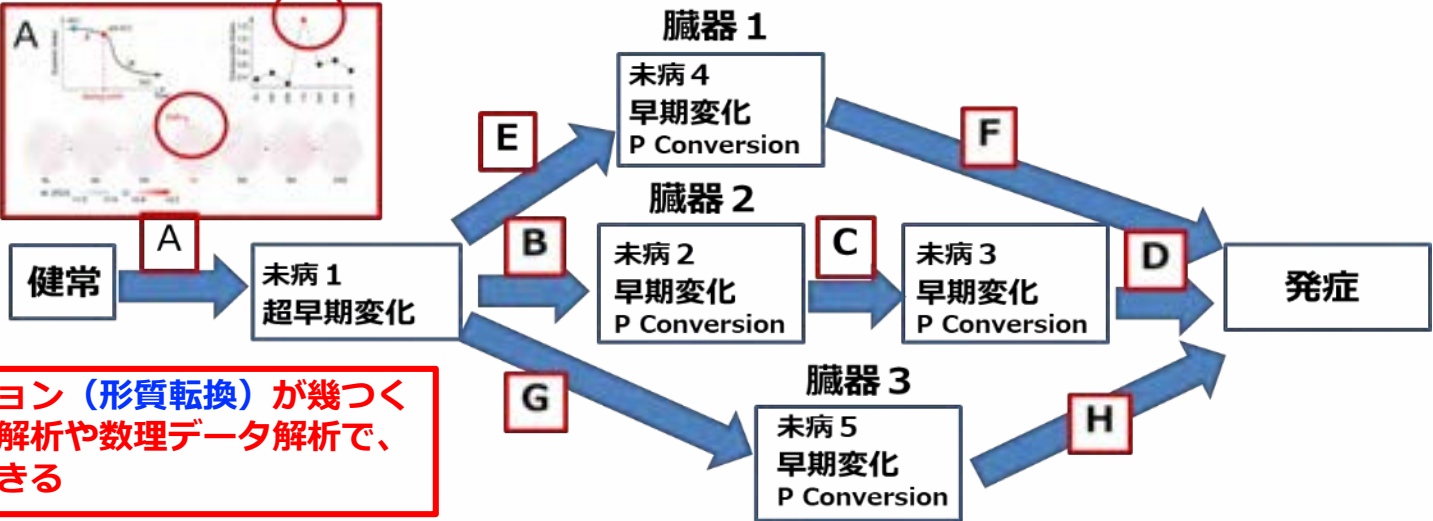 A
臓器1
未病4
早期変化
P Conversion
E
F
臓器2
A
B
未病2
早期変化
P Conversion
C
未病3
早期変化
P Conversion
D
健常
未病1
超早期変化
発症
ョン（形質転換）が幾つく
解析や数理データ解析で、
きる
G
臓器3
未病5
早期変化
P Conversion
H